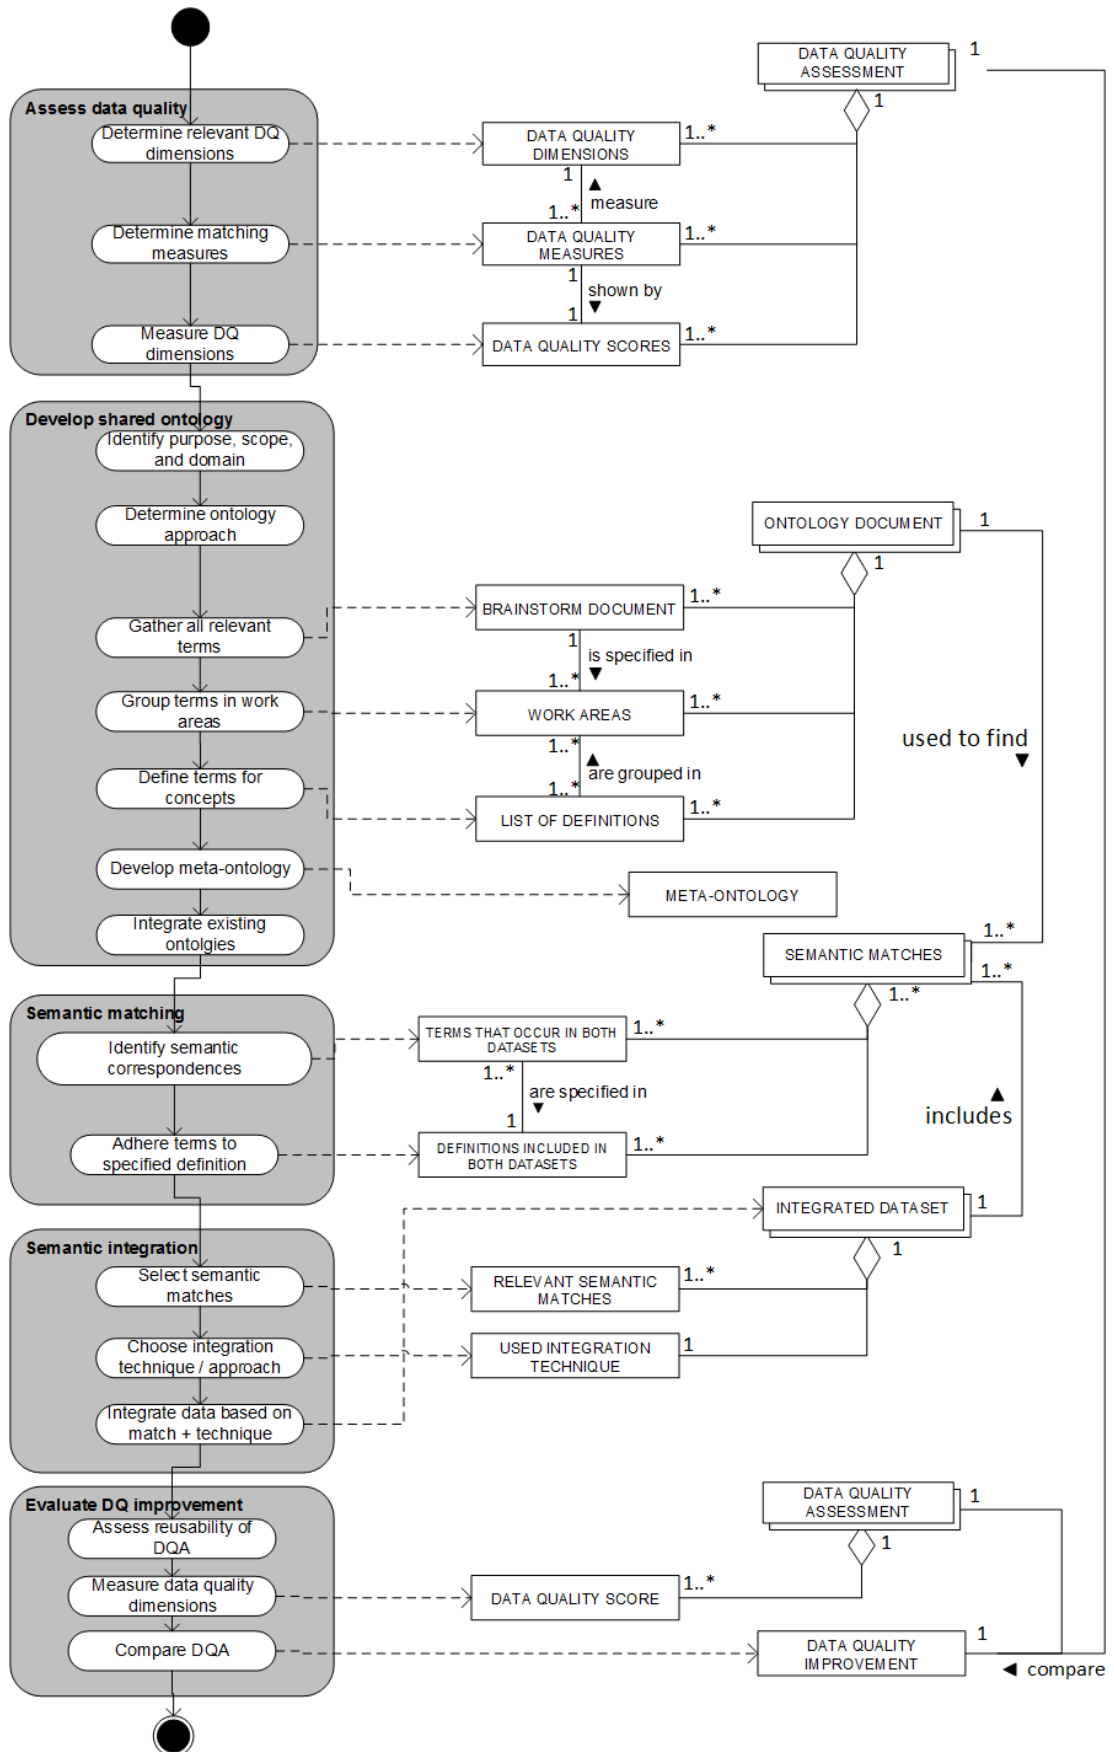 DATA QUALITY
ASSESSMENT
1
1
Assess data quality
Determine relevant DQ
dimensions
DATA QUALITY
DIMENSIONS
1..*
1
measure
1..*
Determine matching
measures
DATA QUALITY
MEASURES
1..*
1
shown by
1
Measure DQ
dimensions
DATA QUALITY SCORES
1..*
Develop shared ontology
Identify purpose, scope,
and domain
Determine ontology
approach
ONTOLOGY DOCUMENT
1
1
Gather all relevant
terms
BRAINSTORM DOCUMENT
1..*
1
is specified in
1..*
Group terms in work
areas
WORK AREAS
1..*
used to find
1..*
are grouped in
1..*
Define terms for
concepts
LIST OF DEFINITIONS
1..*
Develop meta-ontology
META-ONTOLOGY
Integrate existing
ontolgies
SEMANTIC MATCHES
1..*
1..*
1..*
Semantic matching
Identify semantic
correspondences
TERMS THAT OCCUR IN BOTH
DATASETS
1..*
1..*
are specified in
1
includes
Adhere terms to
specified definition
DEFINITIONS INCLUDED IN
BOTH DATASETS
1..*
INTEGRATED DATASET
1
1
Semantic integration
Select semantic
matches
RELEVANT SEMANTIC
MATCHES
1..*
Choose integration
technique / approach
USED INTEGRATION
TECHNIQUE
1
Integrate data based on
match + technique
Evaluate DQ improvement
DATA QUALITY
ASSESSMENT
1
1
Assess reusability of
DQA
Measure data quality
dimensions
DATA QUALITY SCORE
1..*
Compare DQA
DATA QUALITY
IMPROVEMENT
1
compare